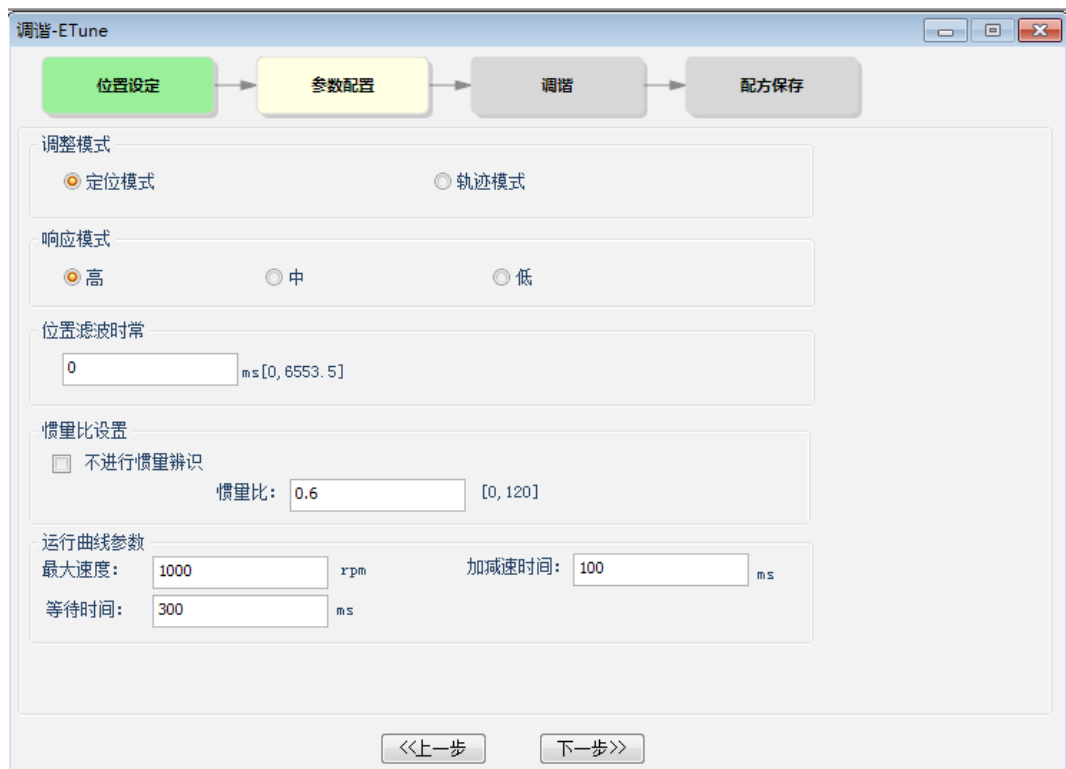 调谐-ETune
位置设定 参数配置 调谐 配方保存
调整模式
定位模式 轨迹模式
响应模式
高 中 低
位置滤波时常
0 ms[0,6553.5]
惯量比设置
不进行惯量辨识
惯量比: 0.6 [0,120]
运行曲线参数
最大速度: 1000 rpm 加减速时间: 100 ms
等待时间: 300 ms
<<上一步 下一步>>